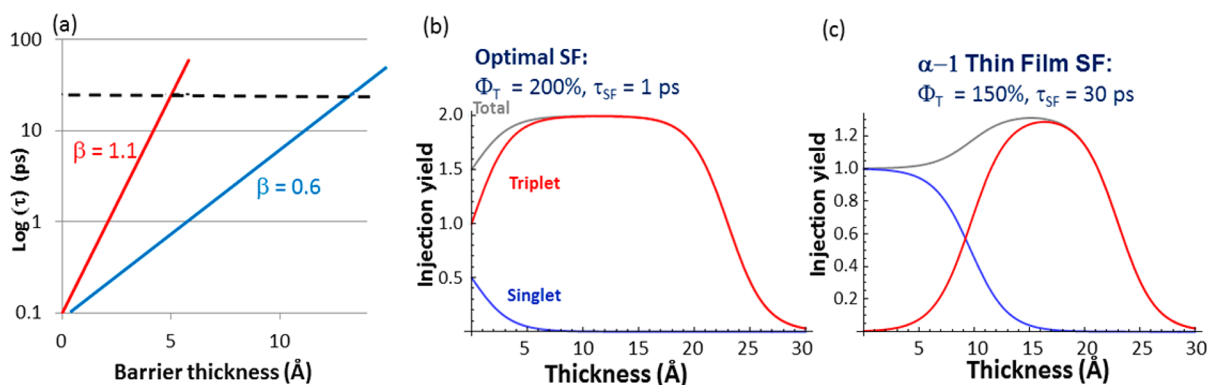 (a)
100
10
1
0.1
Log (τ) (ps)
β = 1.1
β = 0.6
0
5
10
Barrier thickness (Å)
(b)
Optimal SF:
Φ_T = 200%, τ_SF = 1 ps
Total
2.0
1.5
1.0
0.5
Injection yield
Triplet
Singlet
5
10
15
20
25
30
Thickness (Å)
(c)
α–1 Thin Film SF:
Φ_T = 150%, τ_SF = 30 ps
1.2
1.0
0.8
0.6
0.4
0.2
Injection yield
0
5
10
15
20
25
30
Thickness (Å)